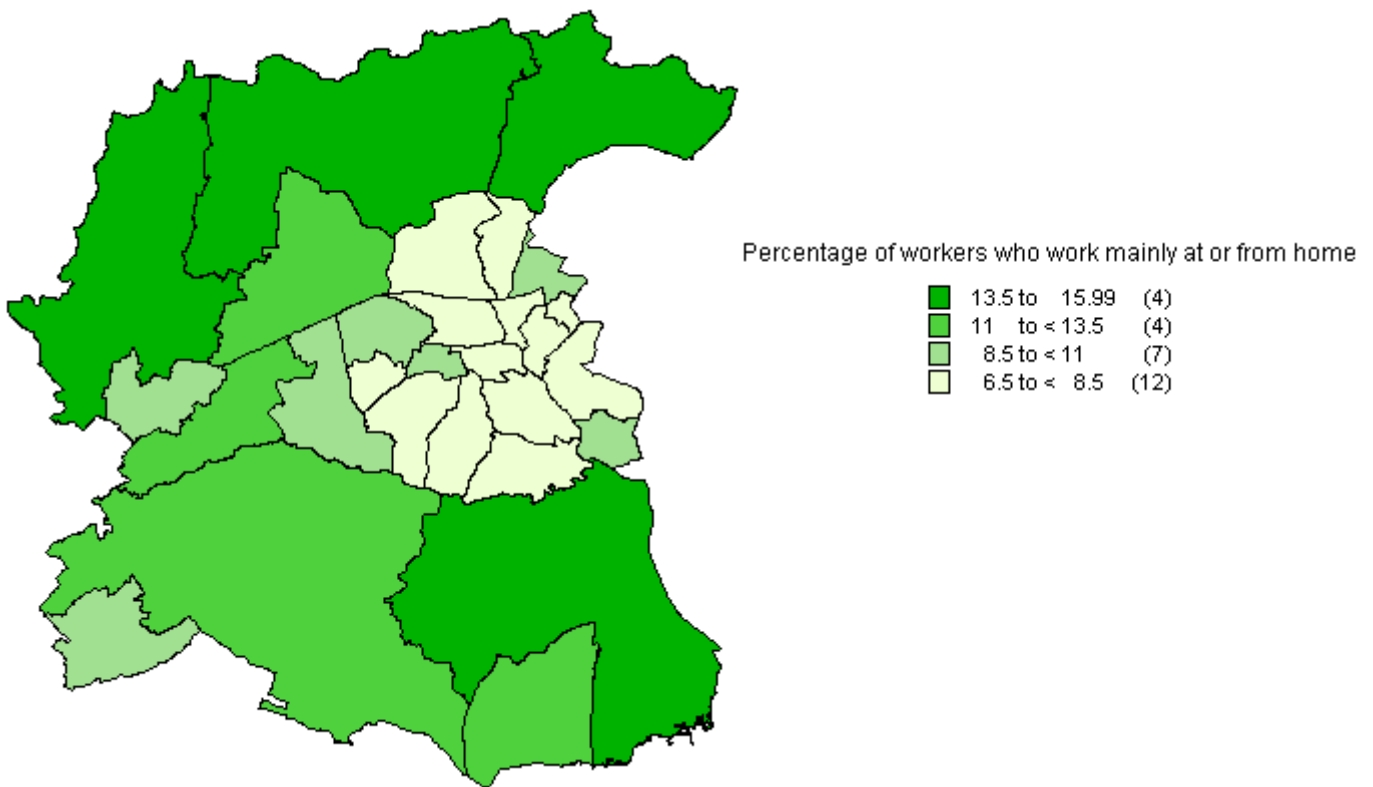 Percentage of workers who work mainly at or from home
13.5 to 15.99 (4)
11 to < 13.5 (4)
8.5 to < 11 (7)
6.5 to < 8.5 (12)